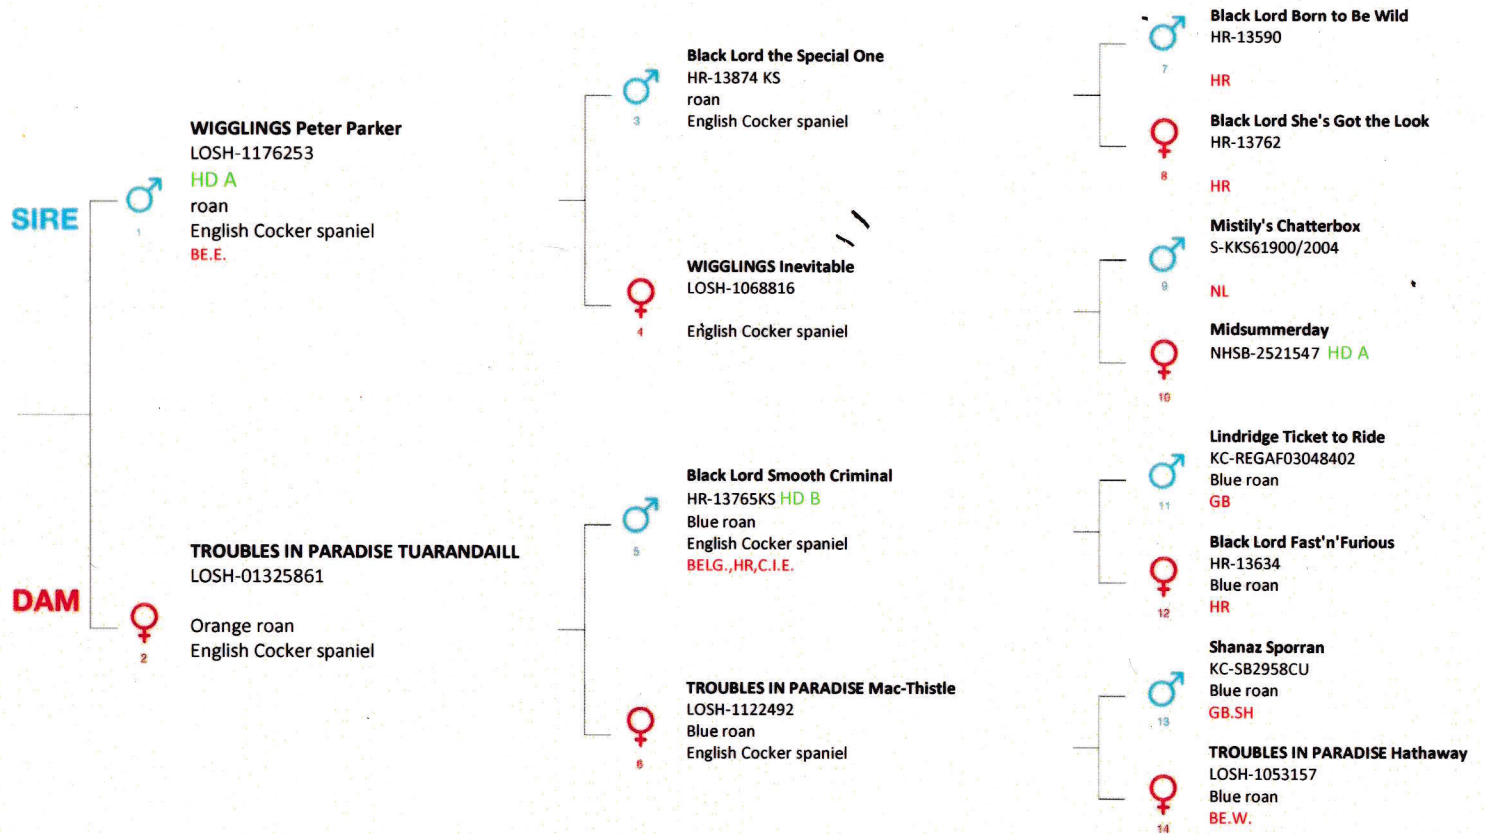 SIRE
1
WIGGLINGS Peter Parker
LOSH-1176253
HD A
roan
English Cocker spaniel
BE.E.
DAM
2
TROUBLES IN PARADISE TUARANDAILL
LOSH-01325861
Orange roan
English Cocker spaniel
3
Black Lord the Special One
HR-13874 KS
roan
English Cocker spaniel
4
WIGGLINGS Inevitable
LOSH-1068816
English Cocker spaniel
5
Black Lord Smooth Criminal
HR-13765KS HD B
Blue roan
English Cocker spaniel
BELG.,HR,C.I.E.
6
TROUBLES IN PARADISE Mac-Thistle
LOSH-1122492
Blue roan
English Cocker spaniel
7
Black Lord Born to Be Wild
HR-13590
HR
8
Black Lord She's Got the Look
HR-13762
HR
9
Mistily's Chatterbox
S-KKS61900/2004
NL
10
Midsummerday
NHSB-2521547 HD A
11
Lindridge Ticket to Ride
KC-REGAF03048402
Blue roan
GB
12
Black Lord Fast'n'Furious
HR-13634
Blue roan
HR
13
Shanaz Sporran
KC-SB2958CU
Blue roan
GB.SH
14
TROUBLES IN PARADISE Hathaway
LOSH-1053157
Blue roan
BE.W.